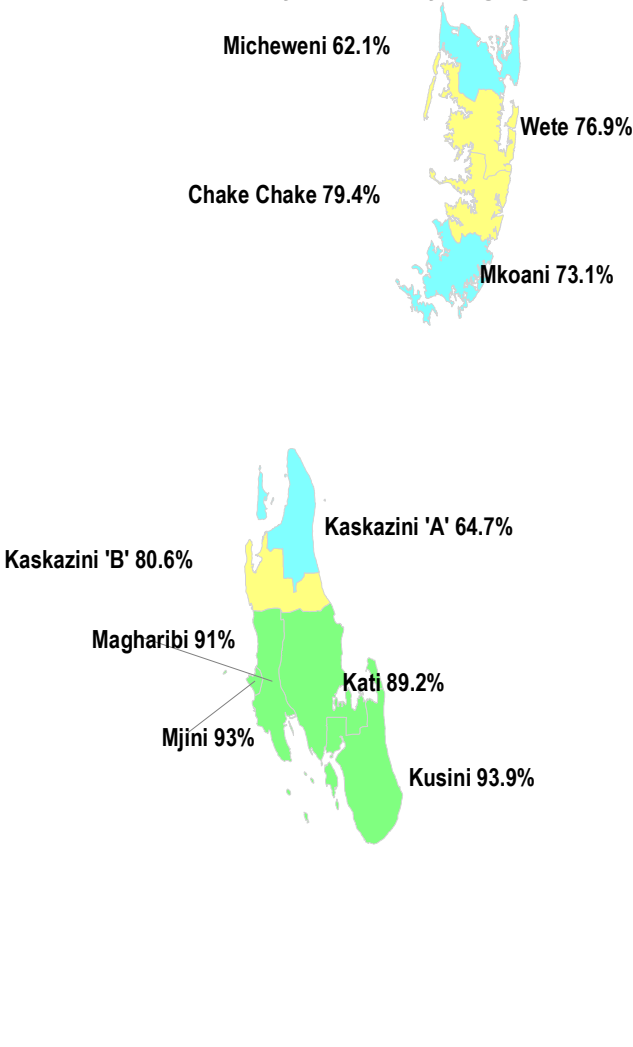 Micheweni 62.1%
Wete 76.9%
Chake Chake 79.4%
Mkoani 73.1%
Kaskazini 'A' 64.7%
Kaskazini 'B' 80.6%
Magharibi 91%
Kati 89.2%
Mjini 93%
Kusini 93.9%